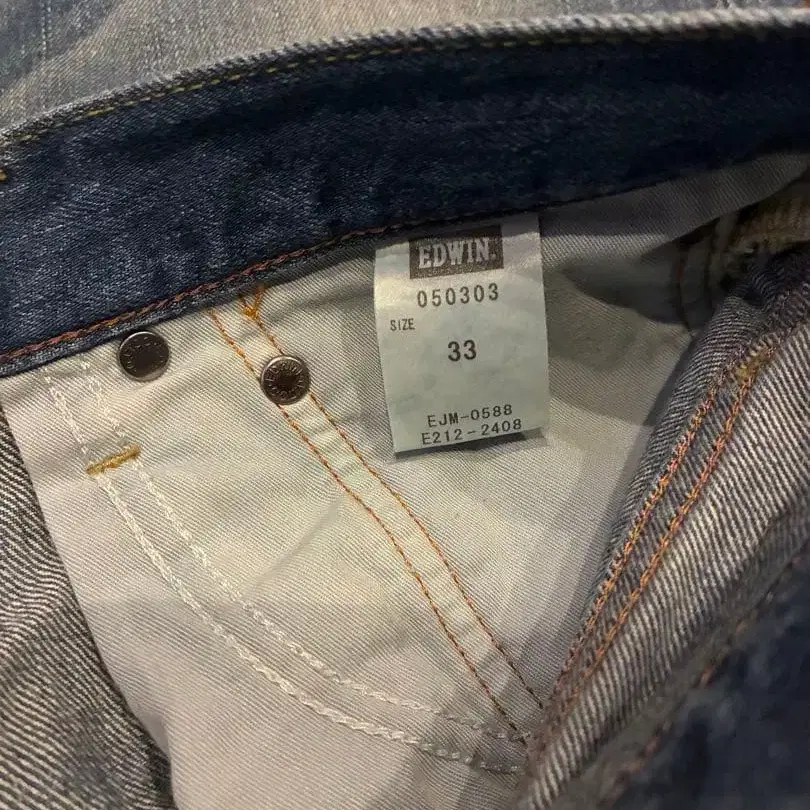 EDWIN.
050303
SIZE
33
EJM-0588
E212-2408